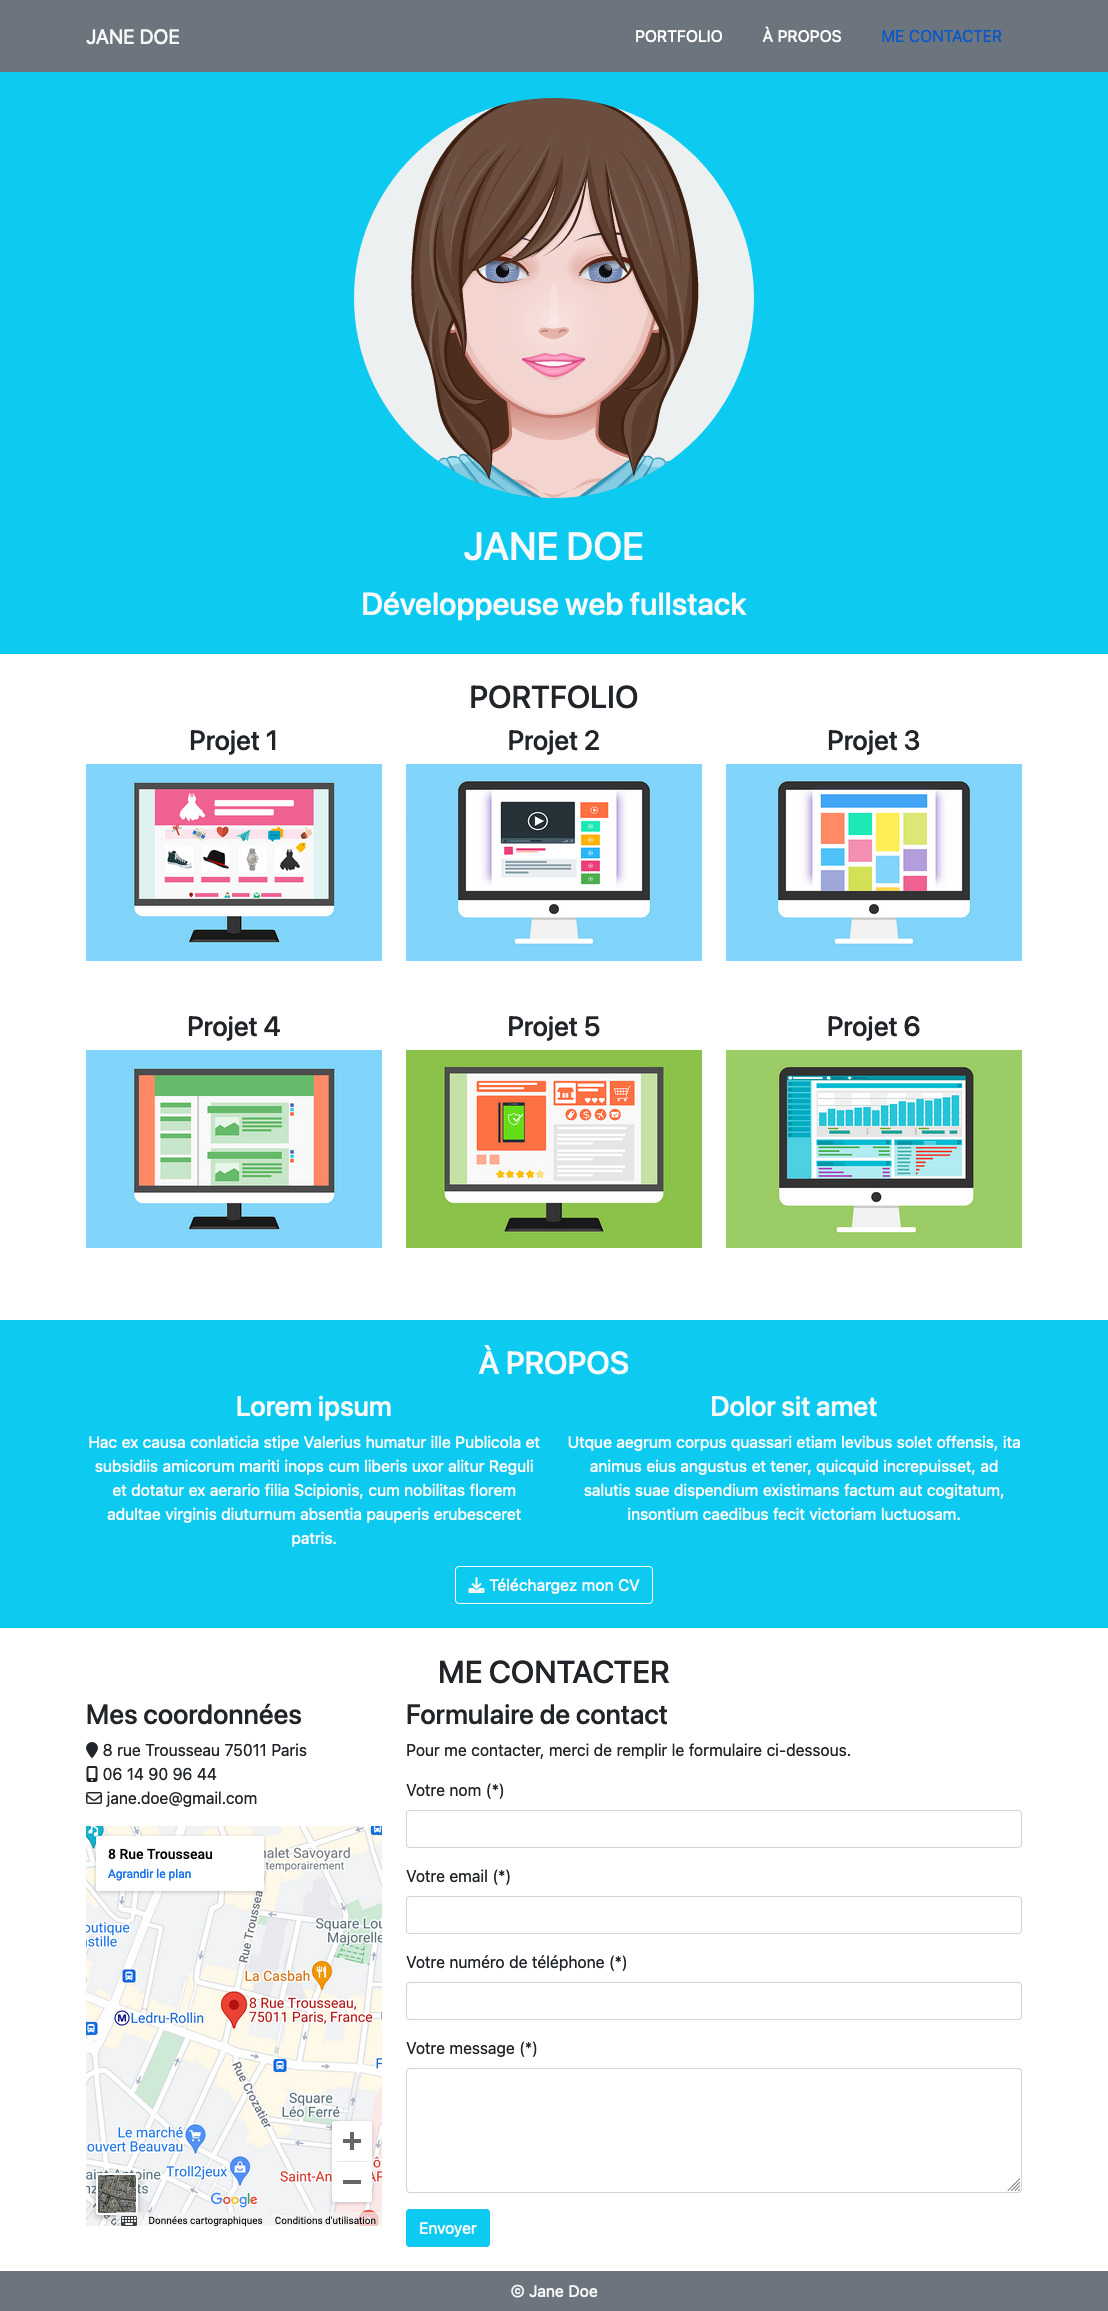 JANE DOE
PORTFOLIO
À PROPOS
ME CONTACTER
JANE DOE
Développeuse web fullstack
PORTFOLIO
Projet 1
Projet 2
Projet 3
Projet 4
Projet 5
Projet 6
À PROPOS
Lorem ipsum
Hac ex causa conlaticia stipe Valerius humatur ille Publicola et
subsidiis amicorum mariti inops cum liberis uxor alitur Reguli
et dotatur ex aerario filia Scipionis, cum nobilitas florem
adultae virginis diuturnum absentia pauperis erubesceret
patris.
Dolor sit amet
Utque aegrum corpus quassari etiam levibus solet offensis, ita
animus eius angustus et tener, quicquid increpuisset, ad
salutis suae dispendium existimans factum aut cogitatum,
insontium caedibus fecit victoriam luctuosam.
Téléchargez mon CV
ME CONTACTER
Mes coordonnées
8 rue Trousseau 75011 Paris
06 14 90 96 44
jane.doe@gmail.com
8 Rue Trousseau
Agrandir le plan
alet Savoyard
temporairement
Rue Troussea
outique
astille
Square Lou
Majorelle
La Casbah
8 Rue Trousseau,
75011 Paris, France
M Ledru-Rollin
Rue Crozatier
Square
Léo Ferré
Le marché
ouvert Beauvau
Troll2jeux
Saint-An
Google
Données cartographiques
Conditions d'utilisation
Formulaire de contact
Pour me contacter, merci de remplir le formulaire ci-dessous.
Votre nom (*)
Votre email (*)
Votre numéro de téléphone (*)
Votre message (*)
Envoyer
© Jane Doe